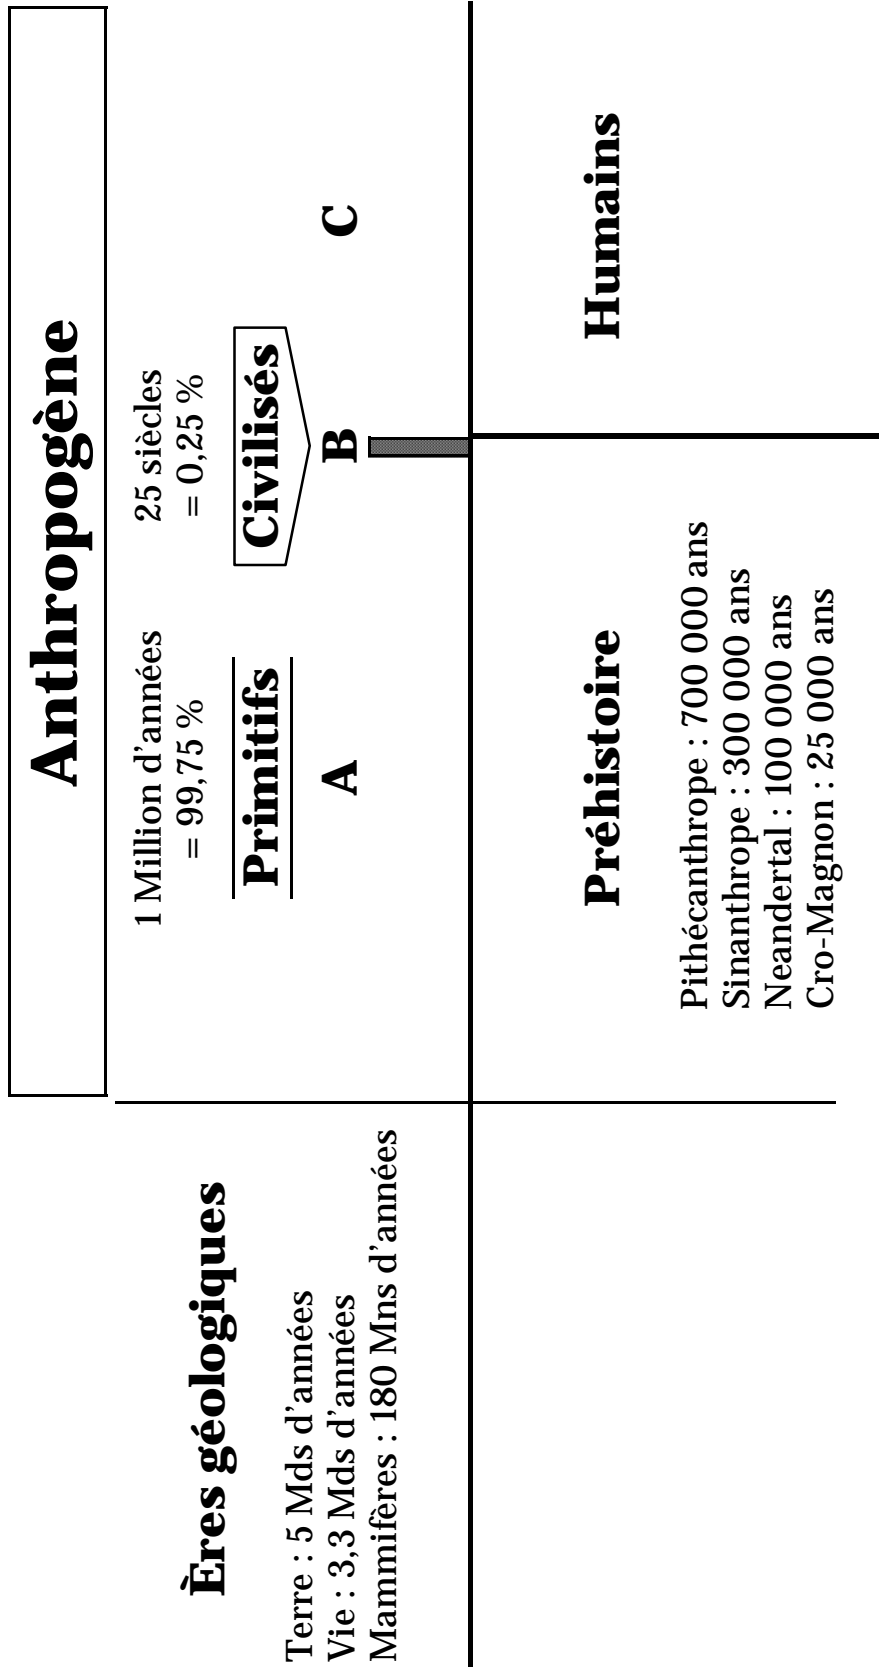 Anthropogène
Ères géologiques
Terre : 5 Mds d’années
Vie : 3,3 Mds d’années
Mammifères : 180 Mns d’années
1 Million d’années
= 99,75 %
Primitifs
A
25 siècles
= 0,25 %
Civilisés
B
C
Préhistoire
Pithécanthrope : 700 000 ans
Sinanthrope : 300 000 ans
Neandertal : 100 000 ans
Cro-Magnon : 25 000 ans
Humains